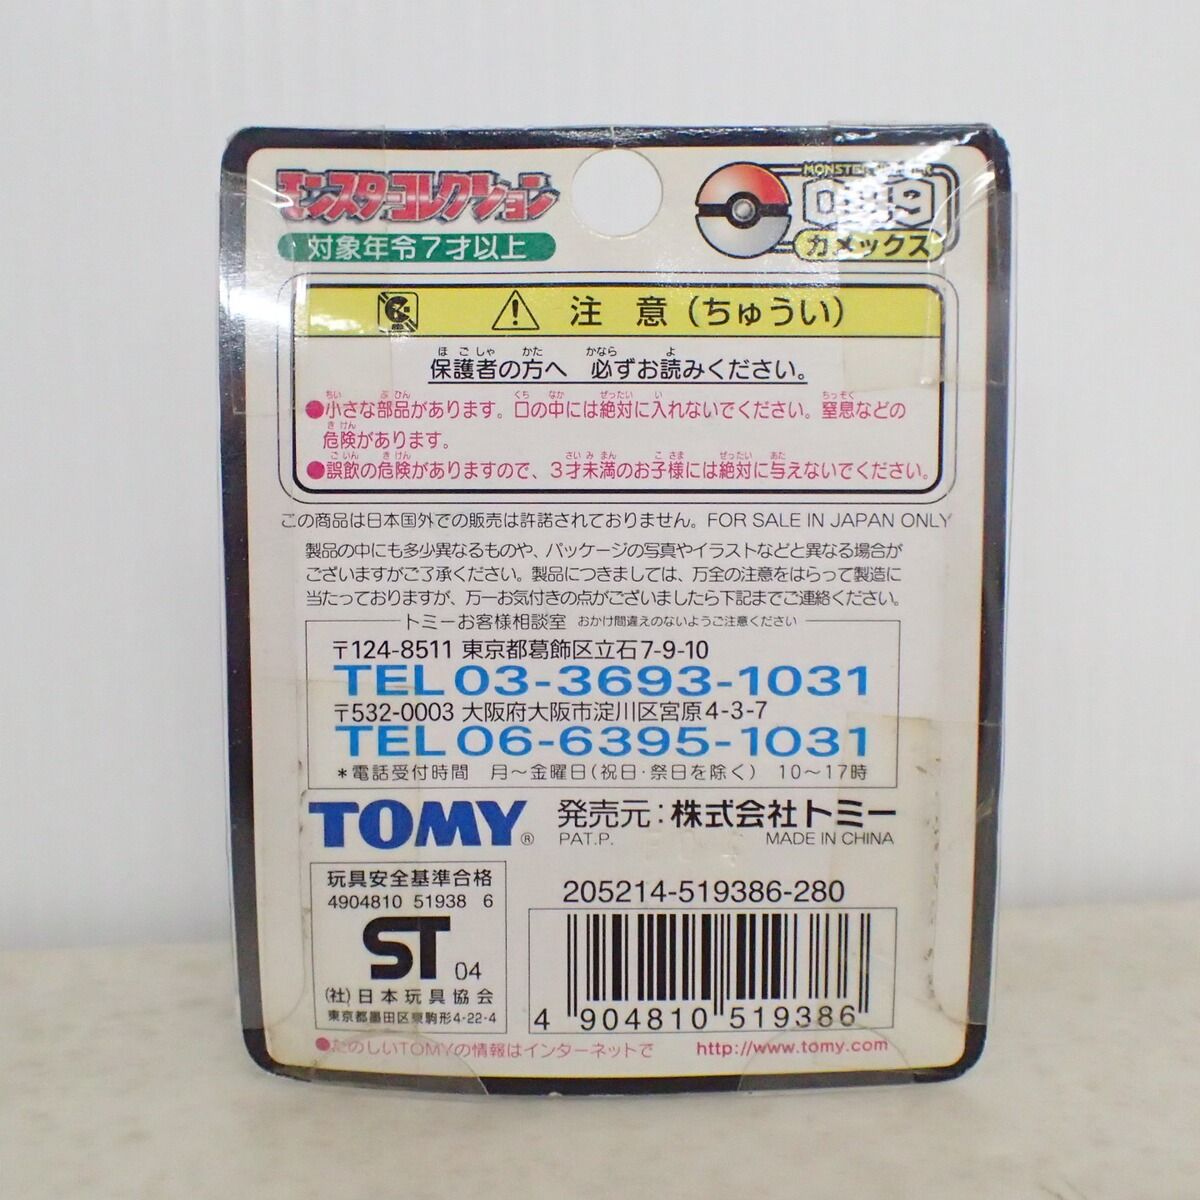 モンスターコレクション
対象年令7才以上
カメックス
注 意 (ちゅうい)
保護者の方へ 必ずお読みください。
●小さな部品があります。口の中には絶対に入れないでください。窒息などの
危険があります。
●誤飲の危険がありますので、3才未満のお子様には絶対に与えないでください。
この商品は日本国外での販売は許諾されておりません。FOR SALE IN JAPAN ONLY
製品の中にも多少異なるものや、パッケージの写真やイラストなどと異なる場合が
ございますがご了承ください。製品につきましては、万全の注意をはらって製造に
当たっておりますが、万一お気付きの点がございましたら下記までご連絡ください。
トミーお客様相談室 おかけ間違えのないようご注意ください
〒124-8511 東京都葛飾区立石7-9-10
TEL 03-3693-1031
〒532-0003 大阪府大阪市淀川区宮原4-3-7
TEL 06-6395-1031
*電話受付時間 月~金曜日(祝日·祭日を除く) 10~17時
TOMY® 発売元:株式会社トミー
PAT.P. MADE IN CHINA
玩具安全基準合格
4904810 51938 6
ST 04
(社)日本玩具協会
東京都墨田区東駒形4-22-4
205214-519386-280
4 904810 519386
●たのしいTOMYの情報はインターネットで http://www.tomy.com